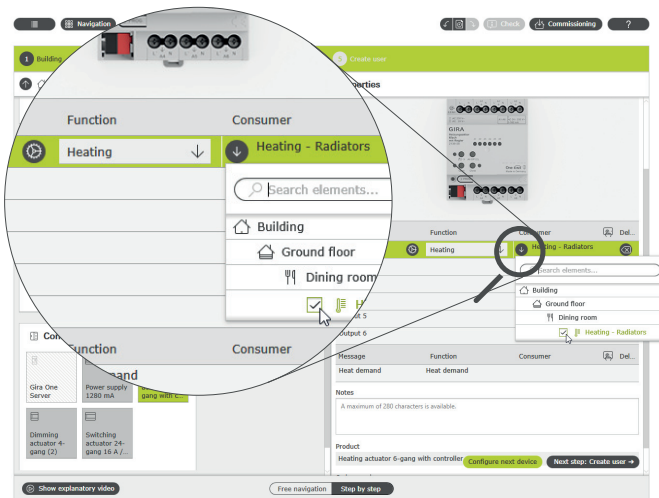 Navigation
Check
Commissioning
?
1 Building
Create user
Properties
Function
Consumer
Heating
Heating - Radiators
Search elements...
Building
Ground floor
Dining room
Function
Consumer
GIRA
Function
Consumer
Del...
Heating
Heating - Radiators
Search elements...
Building
Ground floor
Dining room
Heating - Radiators
Output 6
Message
Function
Consumer
Del...
Heat demand
Heat demand
Notes
A maximum of 280 characters is available.
Product
Heating actuator 6-gang with controller
Configure next device
Next step: Create user →
Gira One
Server
Power supply
1280 mA
gang with c...
Dimming
actuator 4-
gang (2)
Switching
actuator 24-
gang 16 A /...
Show explanatory video
Free navigation
Step by step